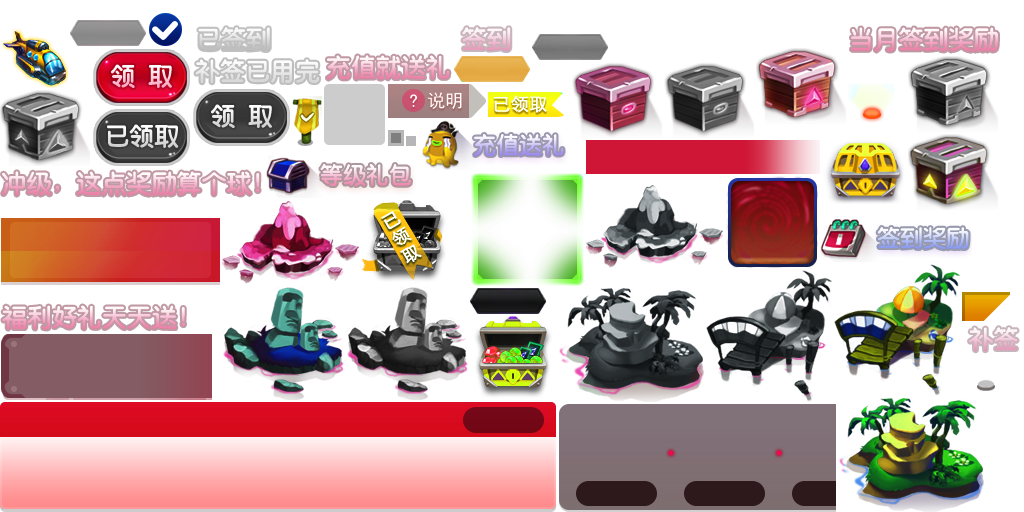 已签到
签到
当月签到奖励
领取
补签已用完
充值就送礼
? 说明
已领取
领取
已领取
充值送礼
冲级，这点奖励算个球！
等级礼包
已领取
签到奖励
福利好礼天天送！
补签